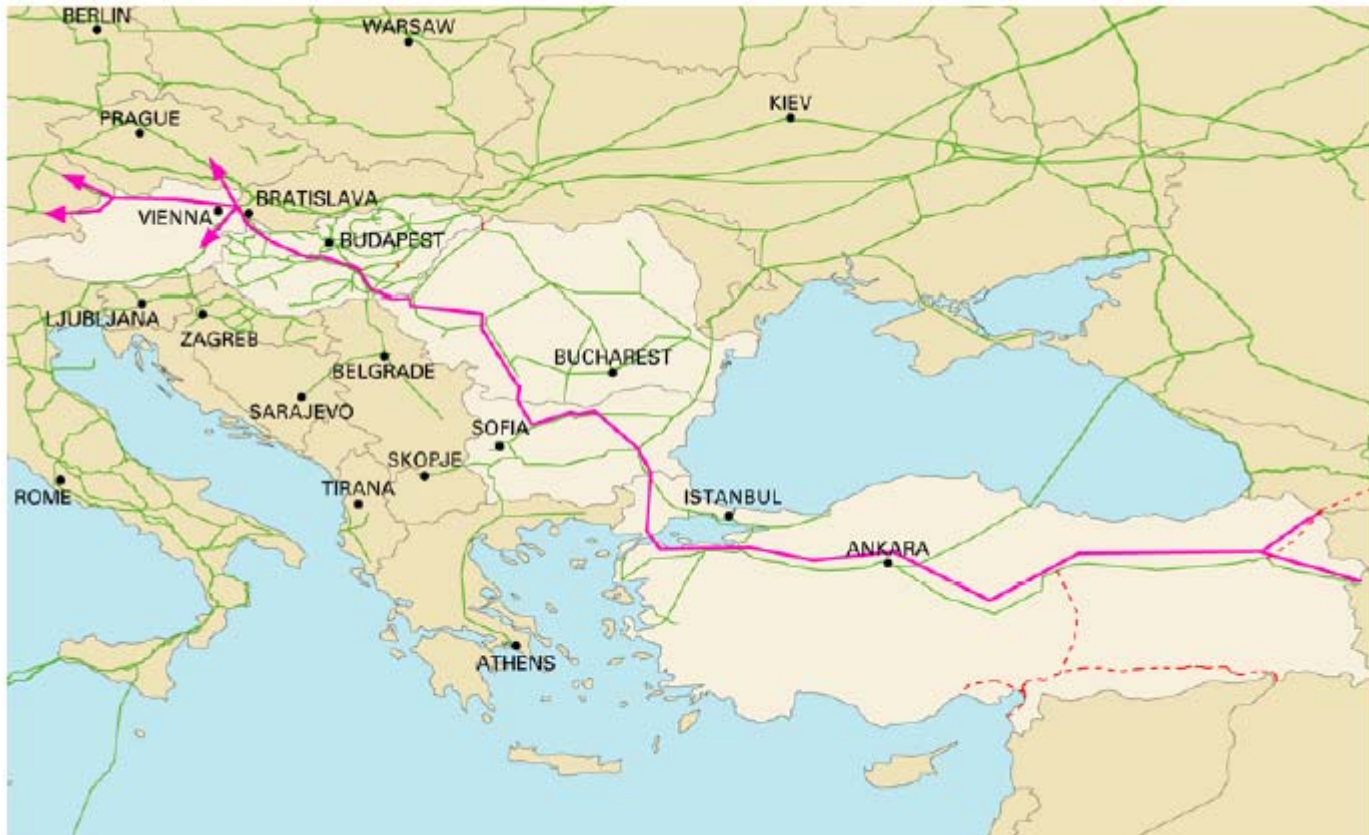 BERLIN
WARSAW
KIEV
PRAGUE
VIENNA
BRATISLAVA
BUDAPEST
LJUBLJANA
ZAGREB
BELGRADE
BUCHAREST
SARAJEVO
SOFIA
SKOPJE
TIRANA
ROME
ISTANBUL
ANKARA
ATHENS